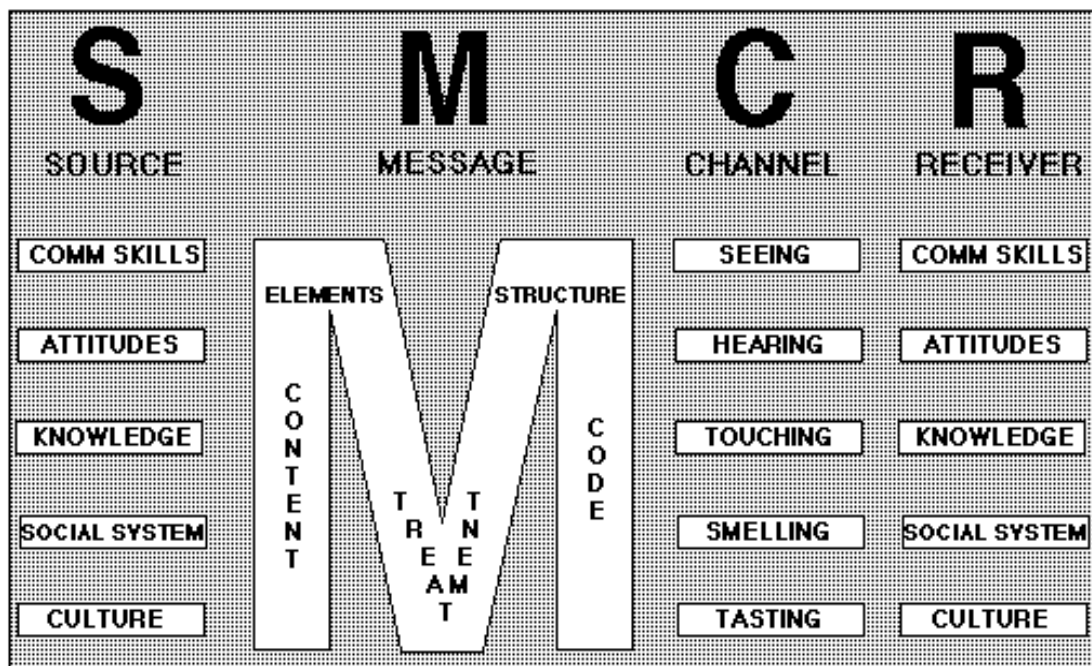 S M C R
SOURCE MESSAGE CHANNEL RECEIVER
COMM SKILLS
ATTITUDES
KNOWLEDGE
SOCIAL SYSTEM
CULTURE
ELEMENTS
STRUCTURE
CONTENT
TREATMENT
CODE
SEEING
HEARING
TOUCHING
SMELLING
TASTING
COMM SKILLS
ATTITUDES
KNOWLEDGE
SOCIAL SYSTEM
CULTURE